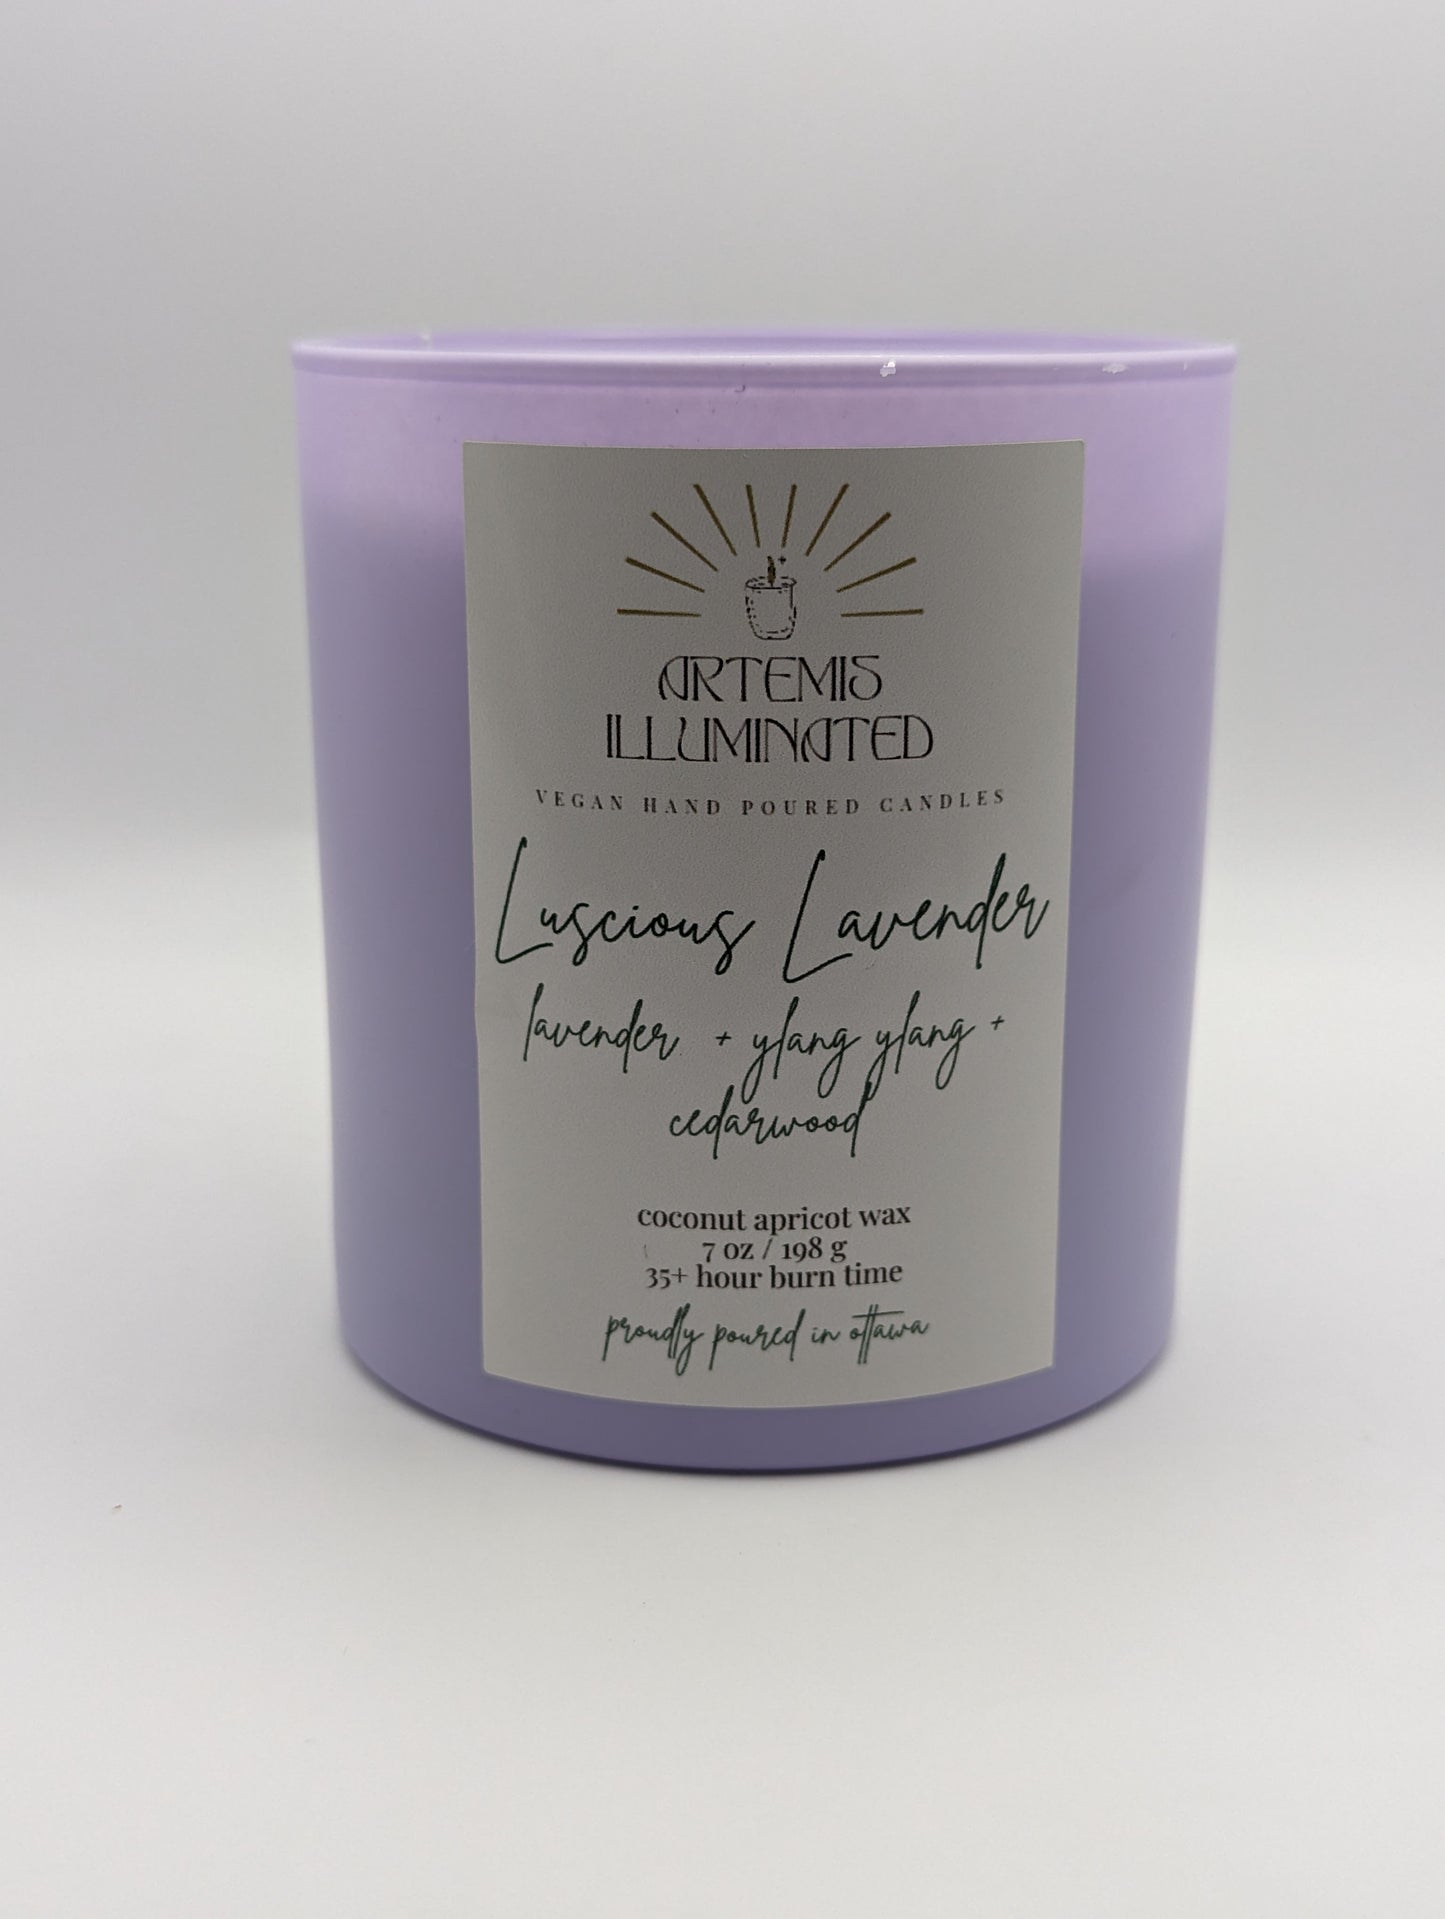 ARTEMIS
ILLUMINATED
VEGAN HAND POURED CANDLES
Luscious Lavender
lavender + ylang ylang +
cedarwood
coconut apricot wax
7 oz / 198 g
35+ hour burn time
proudly poured in ottawa